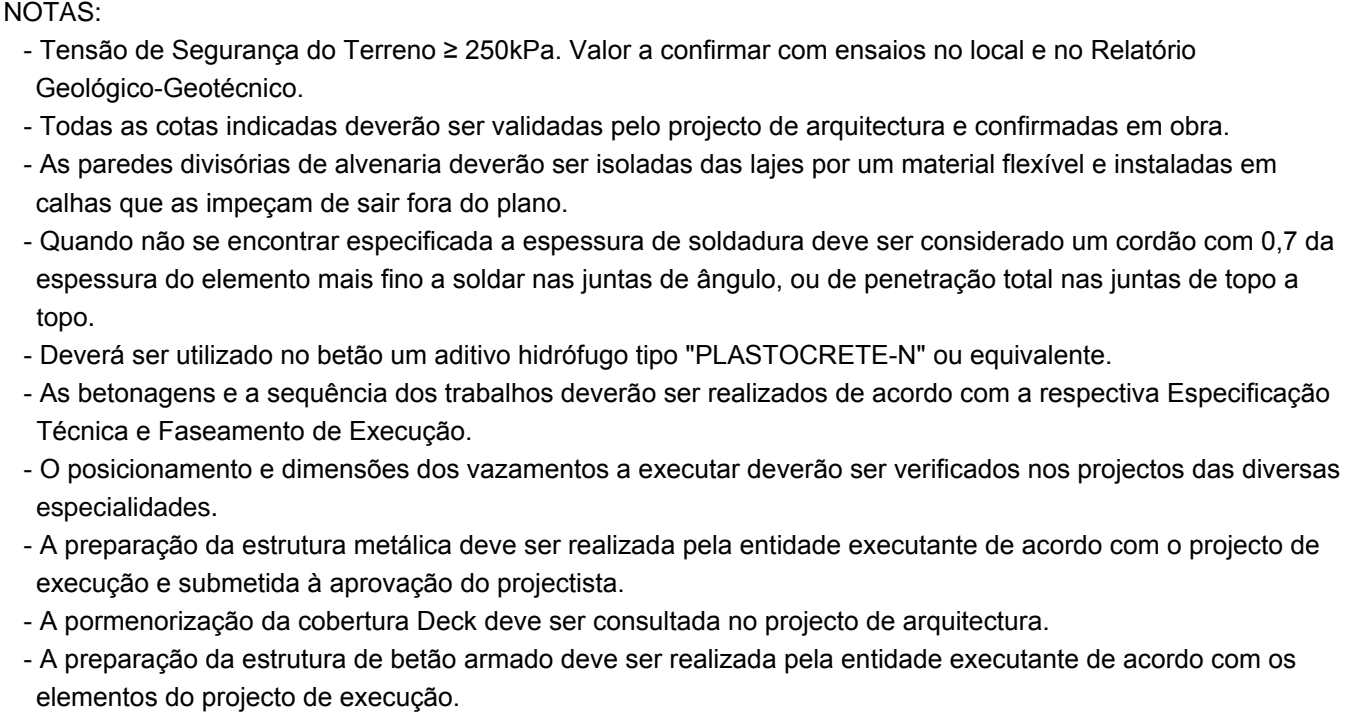 NOTAS:
- Tensão de Segurança do Terreno ≥ 250kPa. Valor a confirmar com ensaios no local e no Relatório
Geológico-Geotécnico.
- Todas as cotas indicadas deverão ser validadas pelo projecto de arquitectura e confirmadas em obra.
- As paredes divisórias de alvenaria deverão ser isoladas das lajes por um material flexível e instaladas em
calhas que as impeçam de sair fora do plano.
- Quando não se encontrar especificada a espessura de soldadura deve ser considerado um cordão com 0,7 da
espessura do elemento mais fino a soldar nas juntas de ângulo, ou de penetração total nas juntas de topo a
topo.
- Deverá ser utilizado no betão um aditivo hidrófugo tipo "PLASTOCRETE-N" ou equivalente.
- As betonagens e a sequência dos trabalhos deverão ser realizados de acordo com a respectiva Especificação
Técnica e Faseamento de Execução.
- O posicionamento e dimensões dos vazamentos a executar deverão ser verificados nos projectos das diversas
especialidades.
- A preparação da estrutura metálica deve ser realizada pela entidade executante de acordo com o projecto de
execução e submetida à aprovação do projectista.
- A pormenorização da cobertura Deck deve ser consultada no projecto de arquitectura.
- A preparação da estrutura de betão armado deve ser realizada pela entidade executante de acordo com os
elementos do projecto de execução.